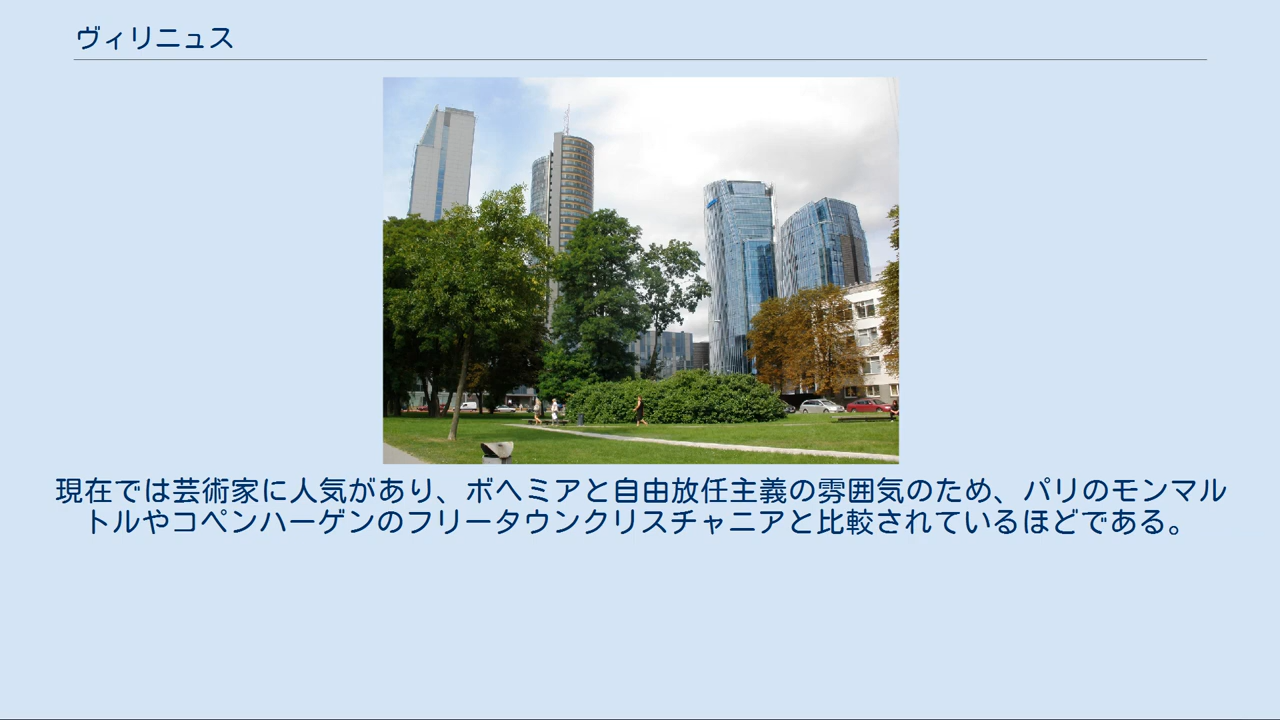 ヴィリニュス
現在では芸術家に人気があり、ボヘミアと自由放任主義の雰囲気のため、パリのモンマル
トルやコペンハーゲンのフリータウンクリスチャニアと比較されているほどである。